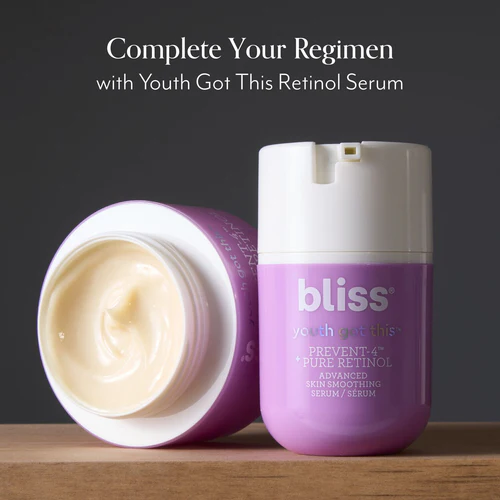 Complete Your Regimen
with Youth Got This Retinol Serum
bliss®
youth got this™
PREVENT-4™
+ PURE RETINOL
ADVANCED
SKIN SMOOTHING
SERUM / SÉRUM